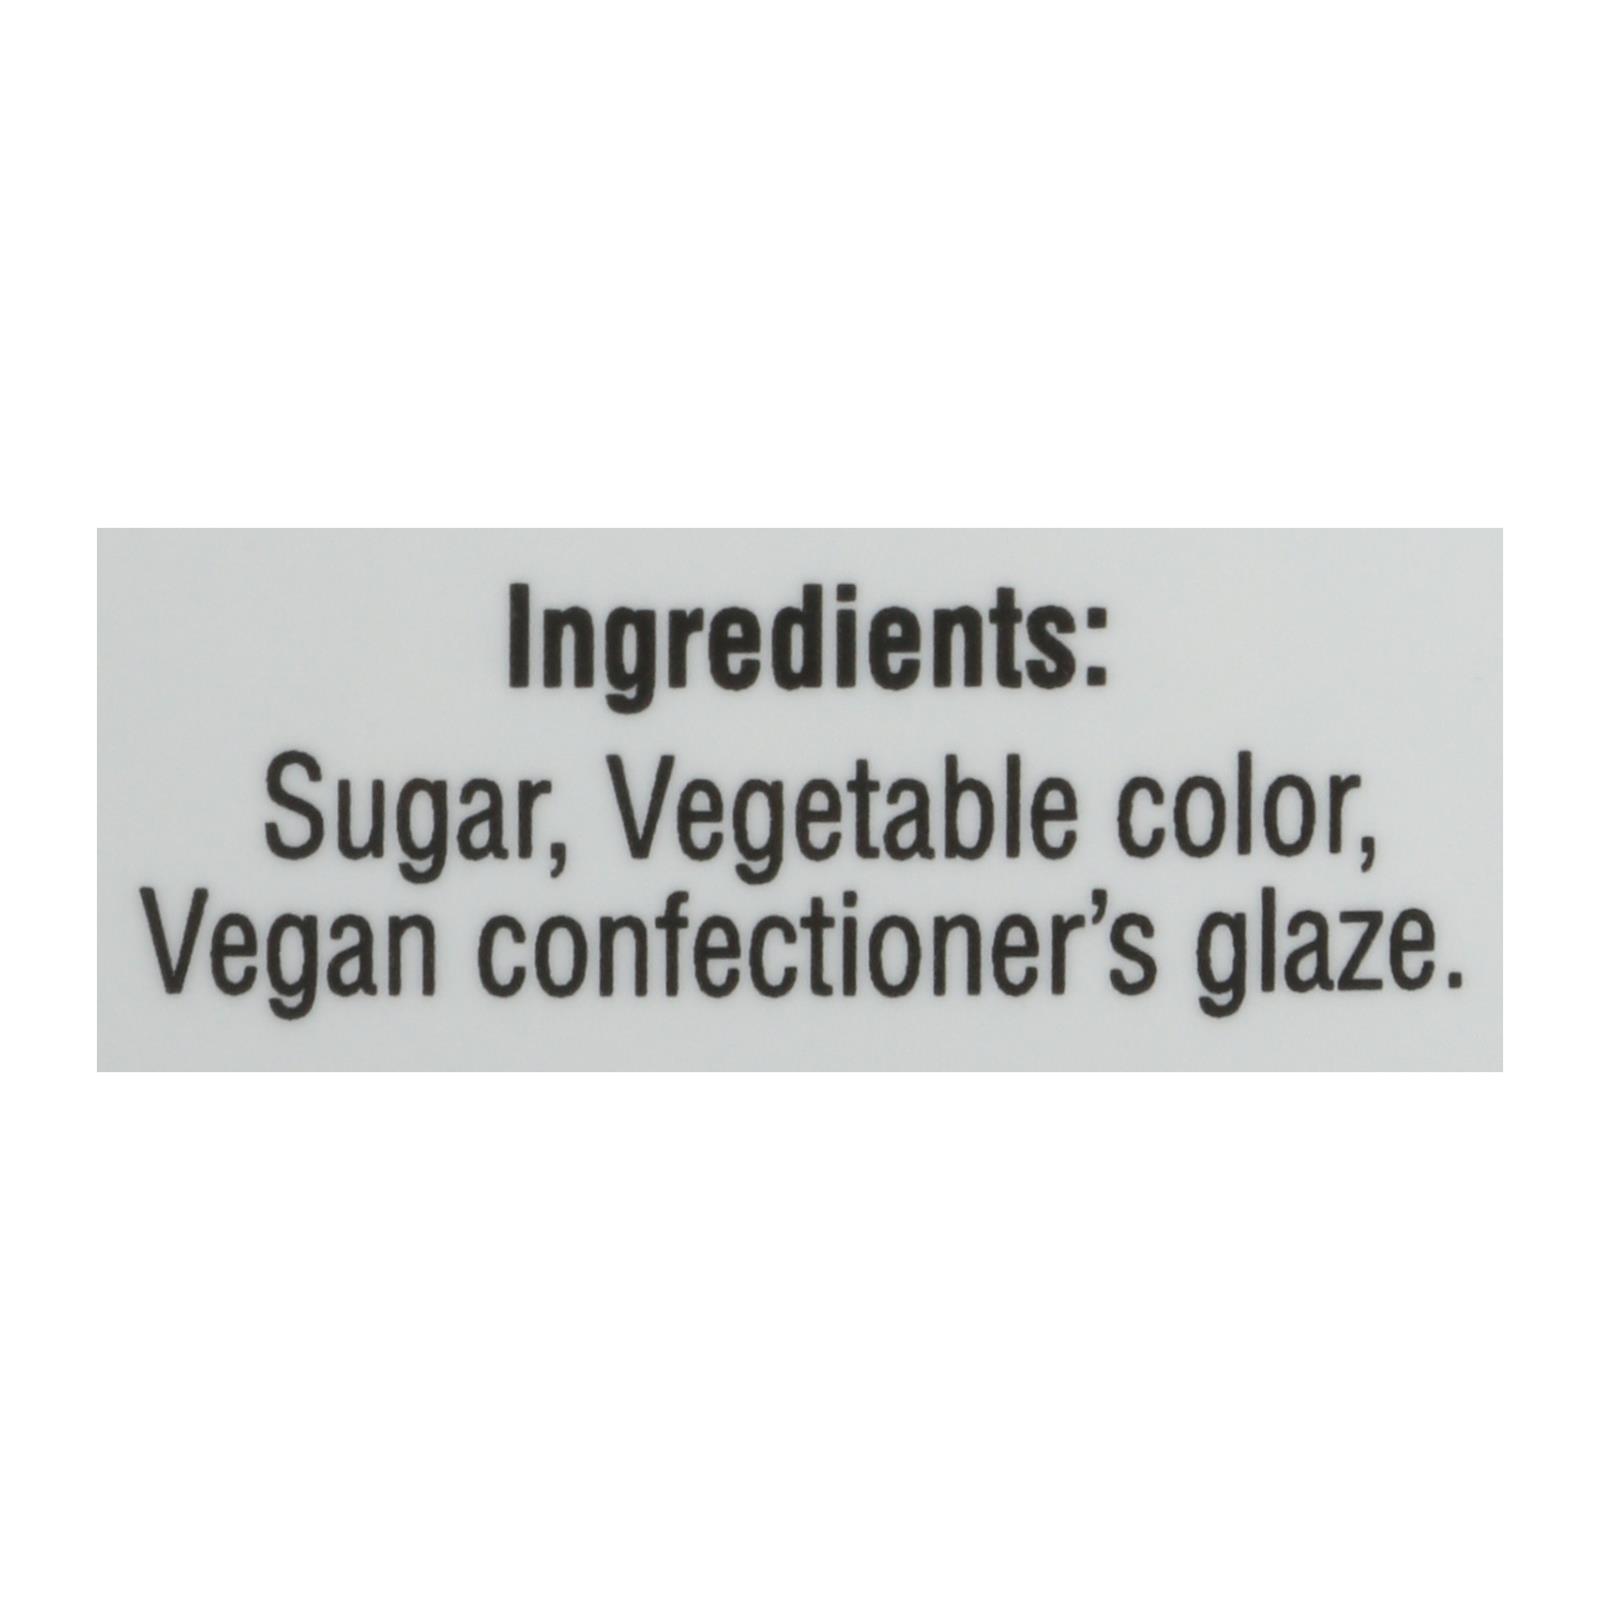 Ingredients:
Sugar, Vegetable color,
Vegan confectioner’s glaze.